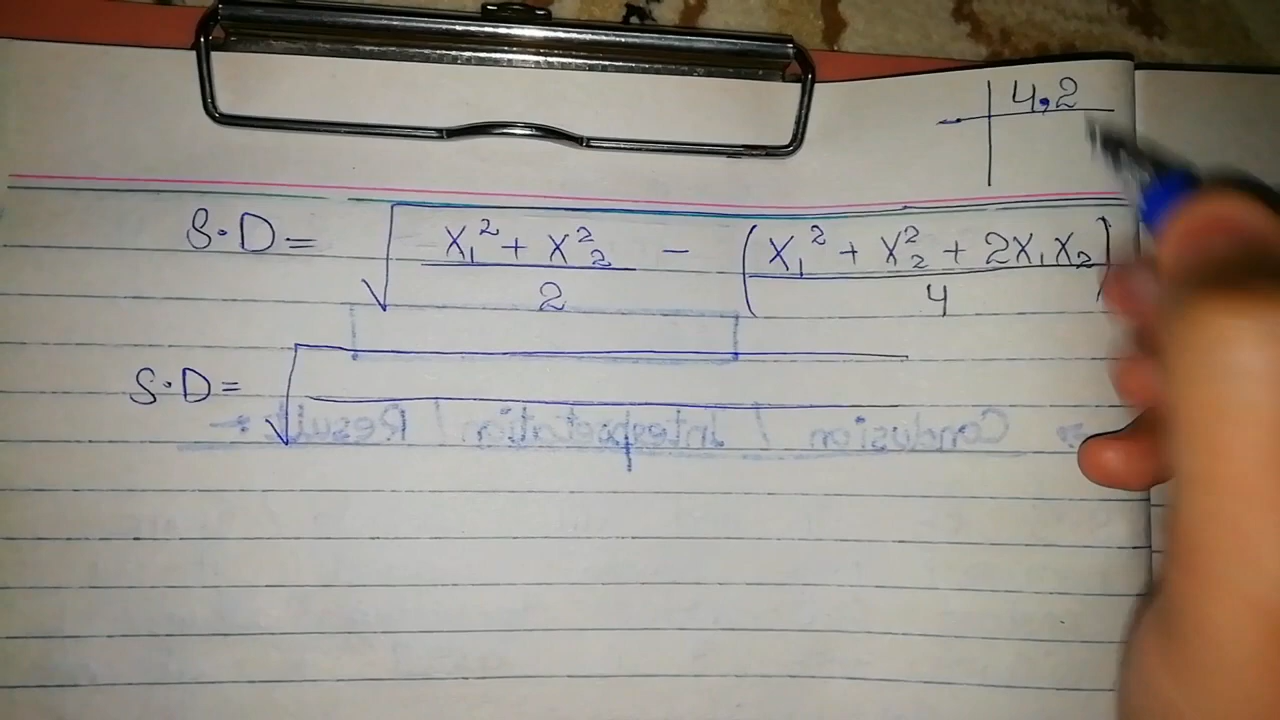 4,2
S.D = √ X₁² + X₂² / 2 - (X₁² + X₂² + 2X₁X₂ / 4)
S.D = √
Conclusion / Interpretation / Result :-